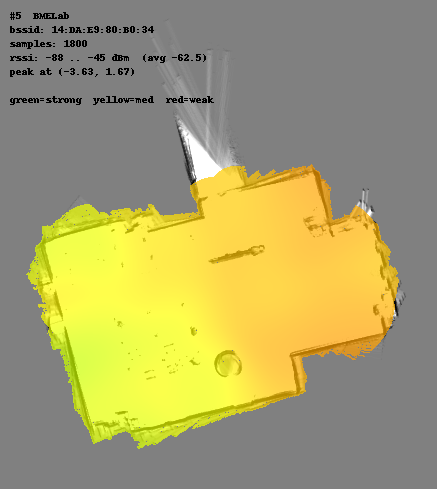 #5 BMELab
bssid: 14:DA:E9:80:B0:34
samples: 1800
rssi: -88 .. -45 dBm (avg -62.5)
peak at (-3.63, 1.67)
green=strong yellow=med red=weak